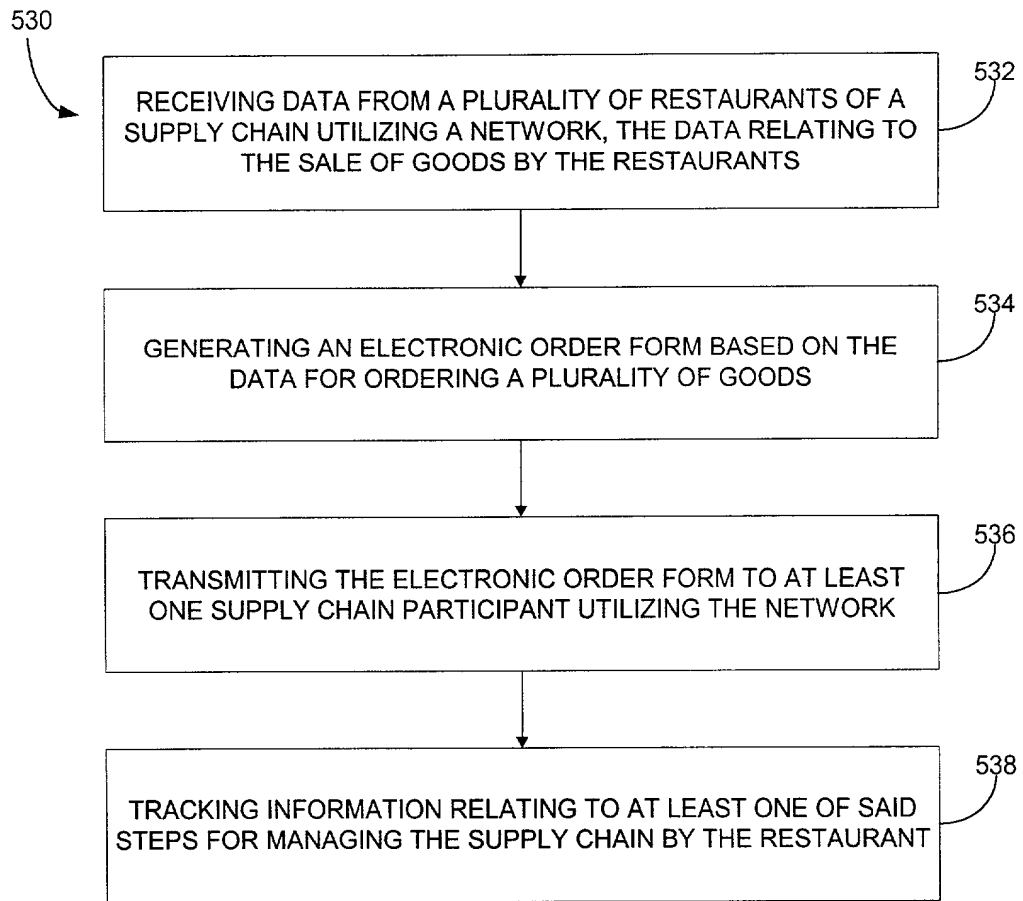 530
532
RECEIVING DATA FROM A PLURALITY OF RESTAURANTS OF A
SUPPLY CHAIN UTILIZING A NETWORK, THE DATA RELATING TO
THE SALE OF GOODS BY THE RESTAURANTS
534
GENERATING AN ELECTRONIC ORDER FORM BASED ON THE
DATA FOR ORDERING A PLURALITY OF GOODS
536
TRANSMITTING THE ELECTRONIC ORDER FORM TO AT LEAST
ONE SUPPLY CHAIN PARTICIPANT UTILIZING THE NETWORK
538
TRACKING INFORMATION RELATING TO AT LEAST ONE OF SAID
STEPS FOR MANAGING THE SUPPLY CHAIN BY THE RESTAURANT